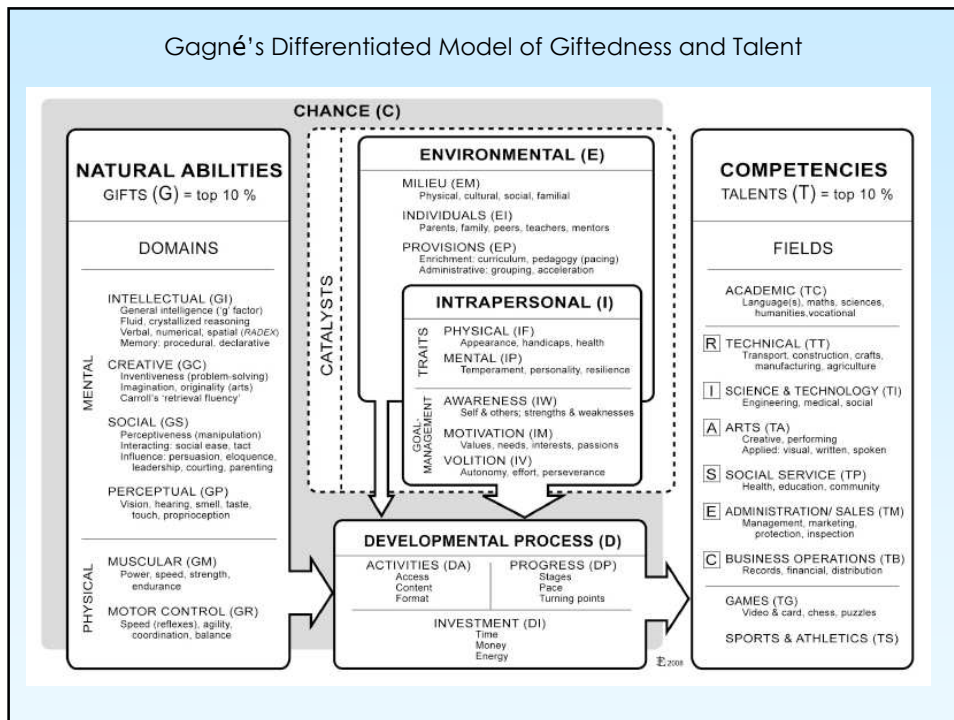 Gagné's Differentiated Model of Giftedness and Talent
CHANCE (C)
NATURAL ABILITIES
GIFTS (G) = top 10 %
DOMAINS
MENTAL
INTELLECTUAL (GI)
General intelligence ('g' factor)
Fluid, crystallized reasoning
Verbal, numerical, spatial (RADEX)
Memory: procedural, declarative
CREATIVE (GC)
Inventiveness (problem-solving)
Imagination, originality (arts)
Carroll's 'retrieval fluency'
SOCIAL (GS)
Perceptiveness (manipulation)
Interacting: social ease, tact
Influence: persuasion, eloquence,
leadership, courting, parenting
PERCEPTUAL (GP)
Vision, hearing, smell, taste,
touch, proprioception
PHYSICAL
MUSCULAR (GM)
Power, speed, strength,
endurance
MOTOR CONTROL (GR)
Speed (reflexes), agility,
coordination, balance
CATALYSTS
ENVIRONMENTAL (E)
MILIEU (EM)
Physical, cultural, social, familial
INDIVIDUALS (EI)
Parents, family, peers, teachers, mentors
PROVISIONS (EP)
Enrichment: curriculum, pedagogy (pacing)
Administrative: grouping, acceleration
INTRAPERSONAL (I)
TRAITS
PHYSICAL (IF)
Appearance, handicaps, health
MENTAL (IP)
Temperament, personality, resilience
GOAL-
MANAGEMENT
AWARENESS (IW)
Self & others; strengths & weaknesses
MOTIVATION (IM)
Values, needs, interests, passions
VOLITION (IV)
Autonomy, effort, perseverance
DEVELOPMENTAL PROCESS (D)
ACTIVITIES (DA)
Access
Content
Format
PROGRESS (DP)
Stages
Pace
Turning points
INVESTMENT (DI)
Time
Money
Energy
2008
COMPETENCIES
TALENTS (T) = top 10 %
FIELDS
ACADEMIC (TC)
Language(s), maths, sciences,
humanities,vocational
R TECHNICAL (TT)
Transport, construction, crafts,
manufacturing, agriculture
I SCIENCE & TECHNOLOGY (TI)
Engineering, medical, social
A ARTS (TA)
Creative, performing
Applied: visual, written, spoken
S SOCIAL SERVICE (TP)
Health, education, community
E ADMINISTRATION/ SALES (TM)
Management, marketing,
protection, inspection
C BUSINESS OPERATIONS (TB)
Records, financial, distribution
GAMES (TG)
Video & card, chess, puzzles
SPORTS & ATHLETICS (TS)